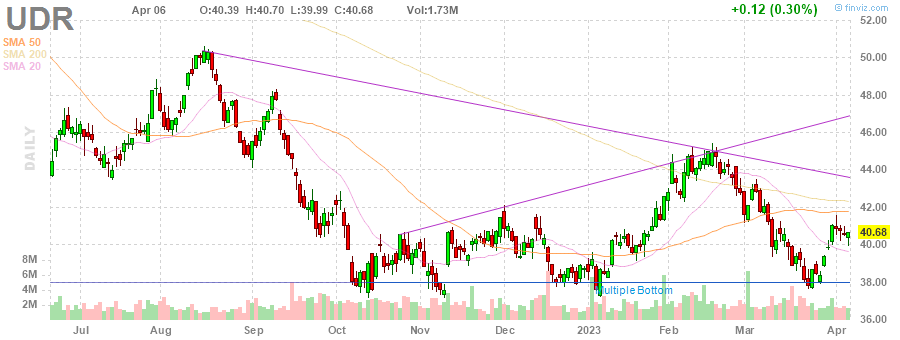 UDR
Apr 06
O:40.39 H:40.70 L:39.99 C:40.68
Vol:1.73M
+0.12 (0.30%)
© finviz.com
SMA 50
SMA 200
SMA 20
DAILY
52.00
50.00
48.00
46.00
44.00
42.00
40.68
40.00
38.00
36.00
8M
6M
4M
2M
Multiple Bottom
Jul Aug Sep Oct Nov Dec 2023 Feb Mar Apr